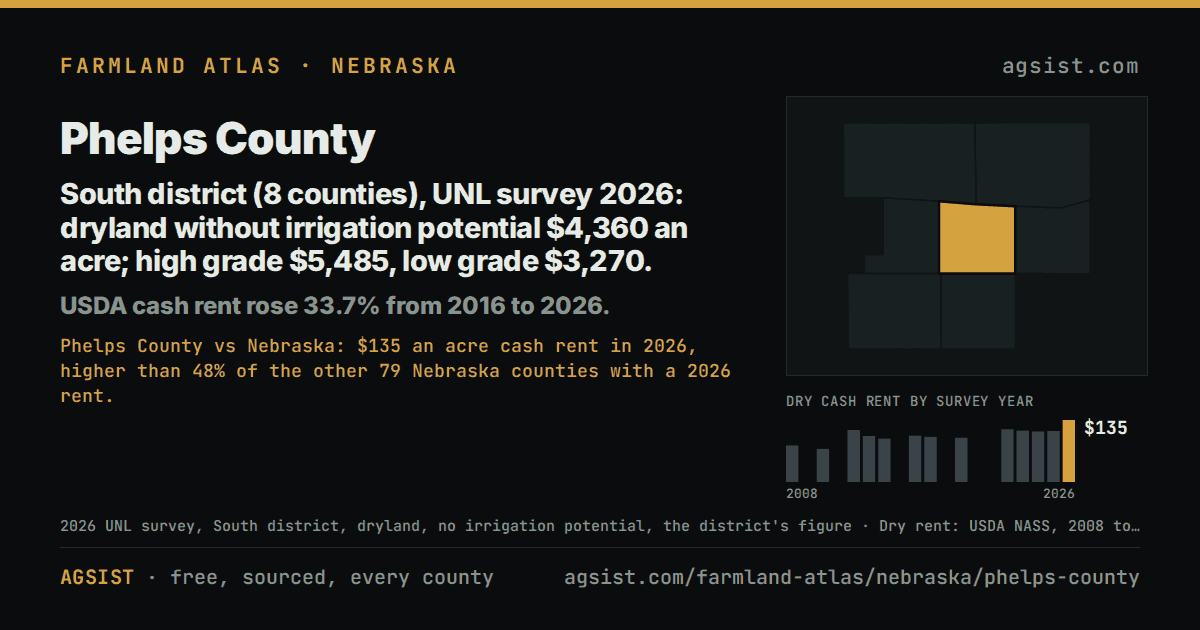 FARMLAND ATLAS · NEBRASKA
agsist.com
Phelps County
South district (8 counties), UNL survey 2026:
dryland without irrigation potential $4,360 an
acre; high grade $5,485, low grade $3,270.
USDA cash rent rose 33.7% from 2016 to 2026.
Phelps County vs Nebraska: $135 an acre cash rent in 2026,
higher than 48% of the other 79 Nebraska counties with a 2026
rent.
DRY CASH RENT BY SURVEY YEAR
$135
2008
2026
2026 UNL survey, South district, dryland, no irrigation potential, the district's figure · Dry rent: USDA NASS, 2008 to…
AGSIST · free, sourced, every county
agsist.com/farmland-atlas/nebraska/phelps-county